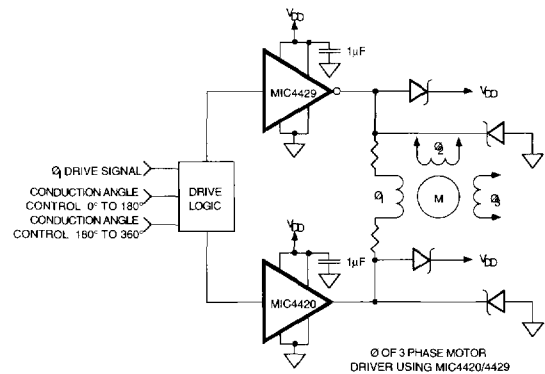 VDD
1µF
MIC4429
VDD
Ø2
Ø1 DRIVE SIGNAL
CONDUCTION ANGLE
CONTROL 0° TO 180°
CONDUCTION ANGLE
CONTROL 180° TO 360°
DRIVE
LOGIC
Ø1
M
Ø3
VDD
1µF
MIC4420
VDD
Ø OF 3 PHASE MOTOR
DRIVER USING MIC4420/4429